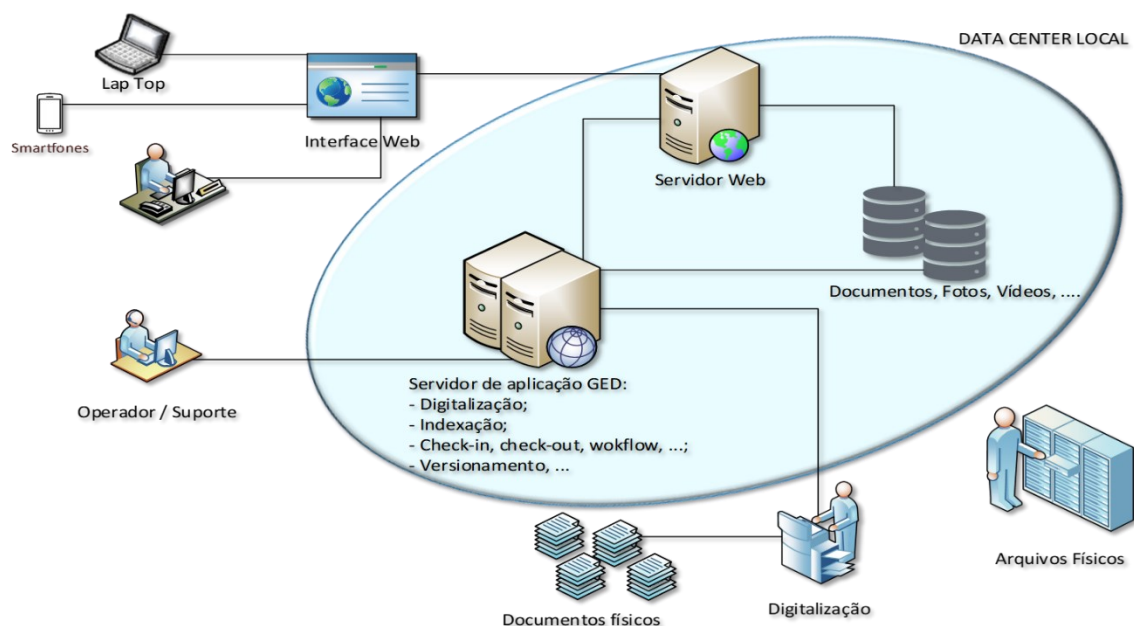 DATA CENTER LOCAL
Lap Top
Smartfones
Interface Web
Servidor Web
Documentos, Fotos, Vídeos, ....
Servidor de aplicação GED:
- Digitalização;
- Indexação;
- Check-in, check-out, wokflow, ...;
- Versionamento, ...
Operador / Suporte
Arquivos Físicos
Digitalização
Documentos físicos